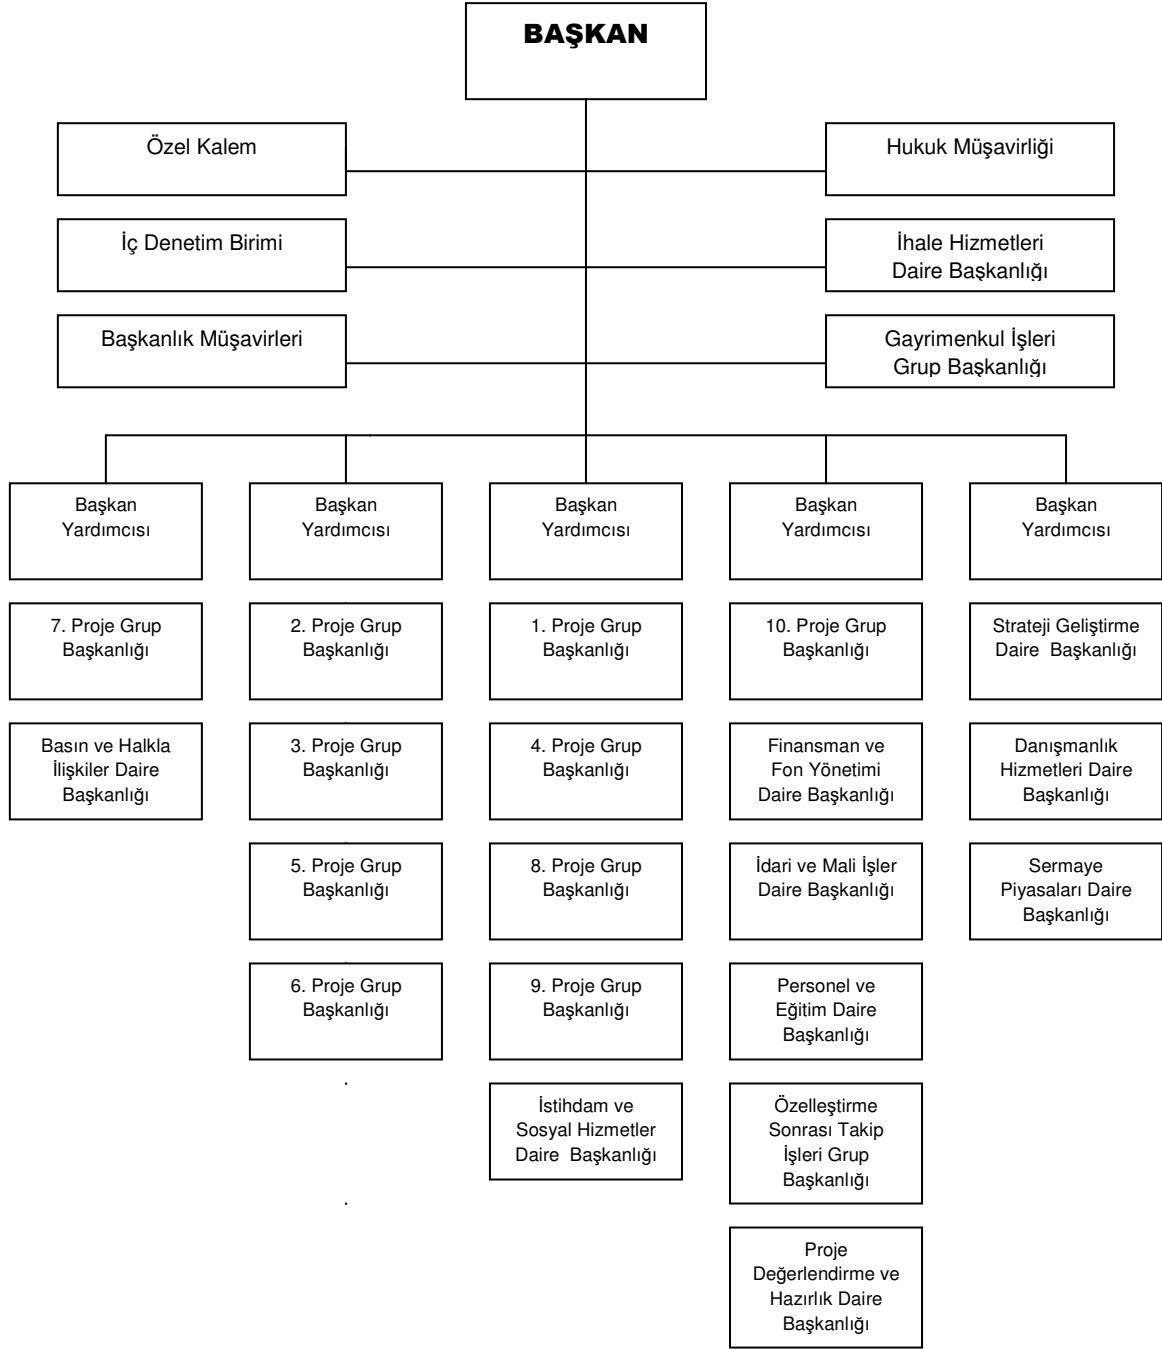 BAŞKAN
Özel Kalem
Hukuk Müşavirliği
İç Denetim Birimi
İhale Hizmetleri
Daire Başkanlığı
Başkanlık Müşavirleri
Gayrimenkul İşleri
Grup Başkanlığı
Başkan
Yardımcısı
Başkan
Yardımcısı
Başkan
Yardımcısı
Başkan
Yardımcısı
Başkan
Yardımcısı
7. Proje Grup
Başkanlığı
2. Proje Grup
Başkanlığı
1. Proje Grup
Başkanlığı
10. Proje Grup
Başkanlığı
Strateji Geliştirme
Daire Başkanlığı
Basın ve Halkla
İlişkiler Daire
Başkanlığı
3. Proje Grup
Başkanlığı
4. Proje Grup
Başkanlığı
Finansman ve
Fon Yönetimi
Daire Başkanlığı
Danışmanlık
Hizmetleri Daire
Başkanlığı
5. Proje Grup
Başkanlığı
8. Proje Grup
Başkanlığı
İdari ve Mali İşler
Daire Başkanlığı
Sermaye
Piyasaları Daire
Başkanlığı
6. Proje Grup
Başkanlığı
9. Proje Grup
Başkanlığı
Personel ve
Eğitim Daire
Başkanlığı
İstihdam ve
Sosyal Hizmetler
Daire Başkanlığı
Özelleştirme
Sonrası Takip
İşleri Grup
Başkanlığı
Proje
Değerlendirme ve
Hazırlık Daire
Başkanlığı